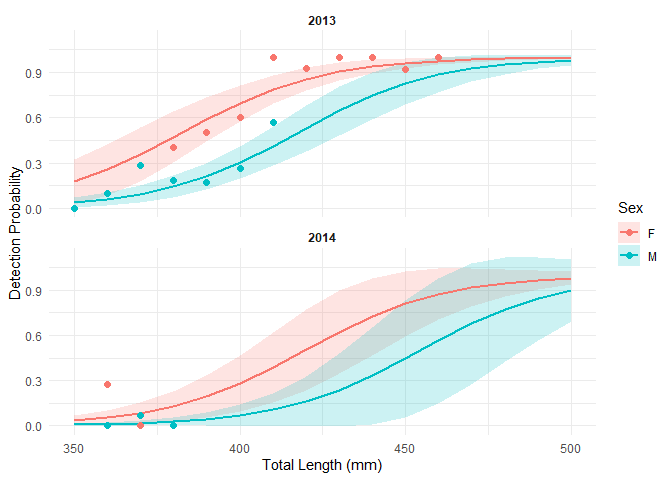 2013
0.9
0.6
0.3
0.0
2014
0.9
0.6
0.3
0.0
350
400
450
500
Total Length (mm)
Detection Probability
Sex
F
M